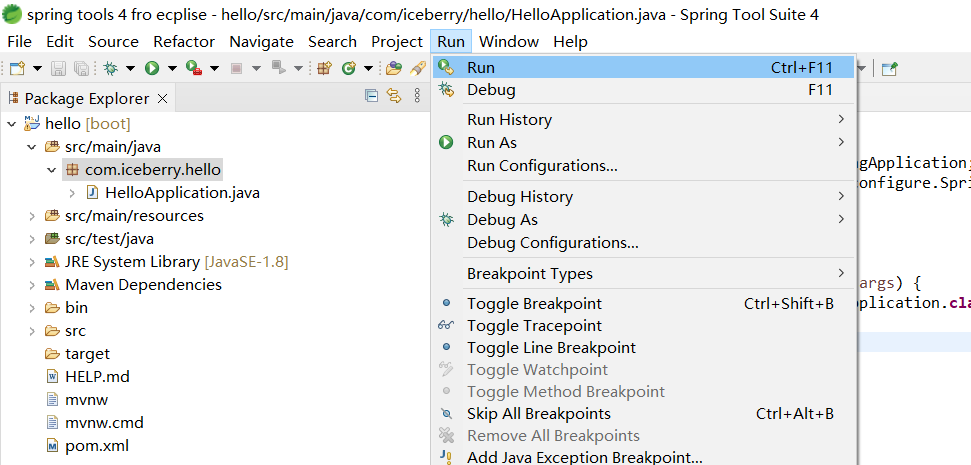 spring tools 4 fro ecplise - hello/src/main/java/com/iceberry/hello/HelloApplication.java - Spring Tool Suite 4
File Edit Source Refactor Navigate Search Project Run Window Help
Package Explorer
hello [boot]
src/main/java
com.iceberry.hello
HelloApplication.java
src/main/resources
src/test/java
JRE System Library [JavaSE-1.8]
Maven Dependencies
bin
src
target
HELP.md
mvnw
mvnw.cmd
pom.xml
Run Ctrl+F11
Debug F11
Run History
Run As
Run Configurations...
Debug History
Debug As
Debug Configurations...
Breakpoint Types
Toggle Breakpoint Ctrl+Shift+B
Toggle Tracepoint
Toggle Line Breakpoint
Toggle Watchpoint
Toggle Method Breakpoint
Skip All Breakpoints Ctrl+Alt+B
Remove All Breakpoints
Add Java Exception Breakpoint...
ngApplication;
configure.Spri
args) {
plication.cla